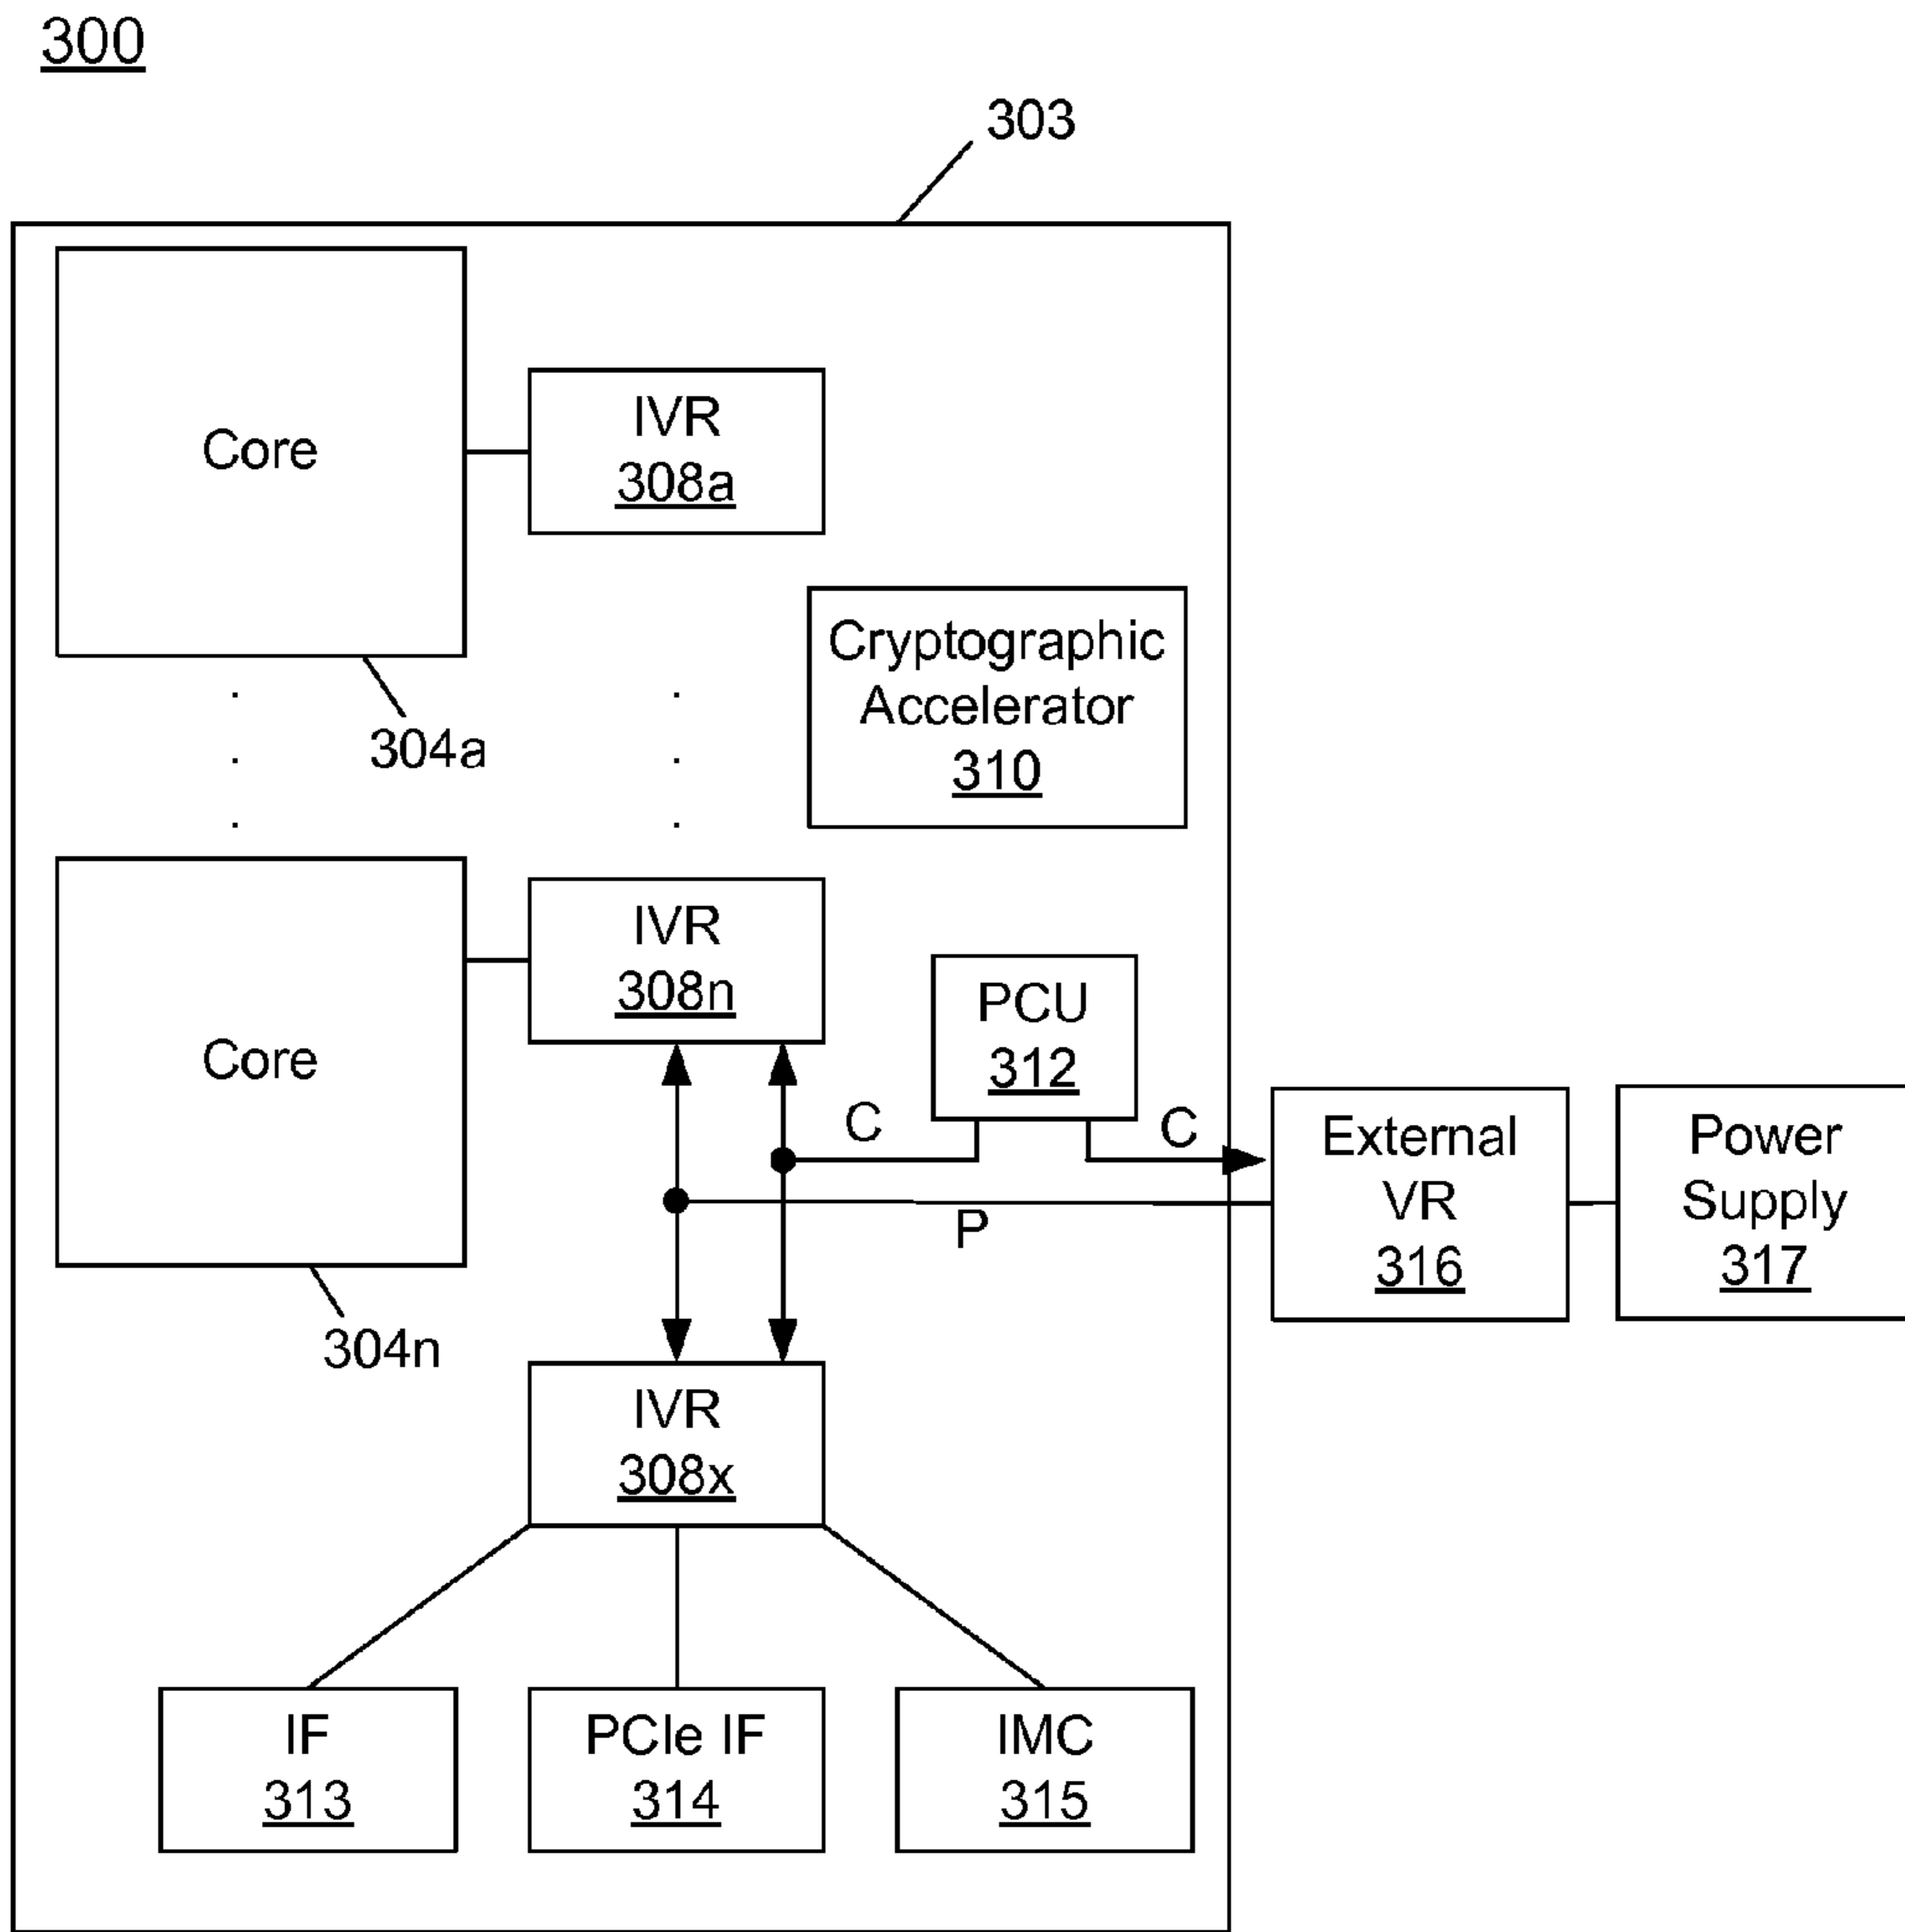 300
303
Core
IVR
308a
Cryptographic
Accelerator
310
304a
Core
IVR
308n
PCU
312
C
C
P
External
VR
316
Power
Supply
317
304n
IVR
308x
IF
313
PCIe IF
314
IMC
315